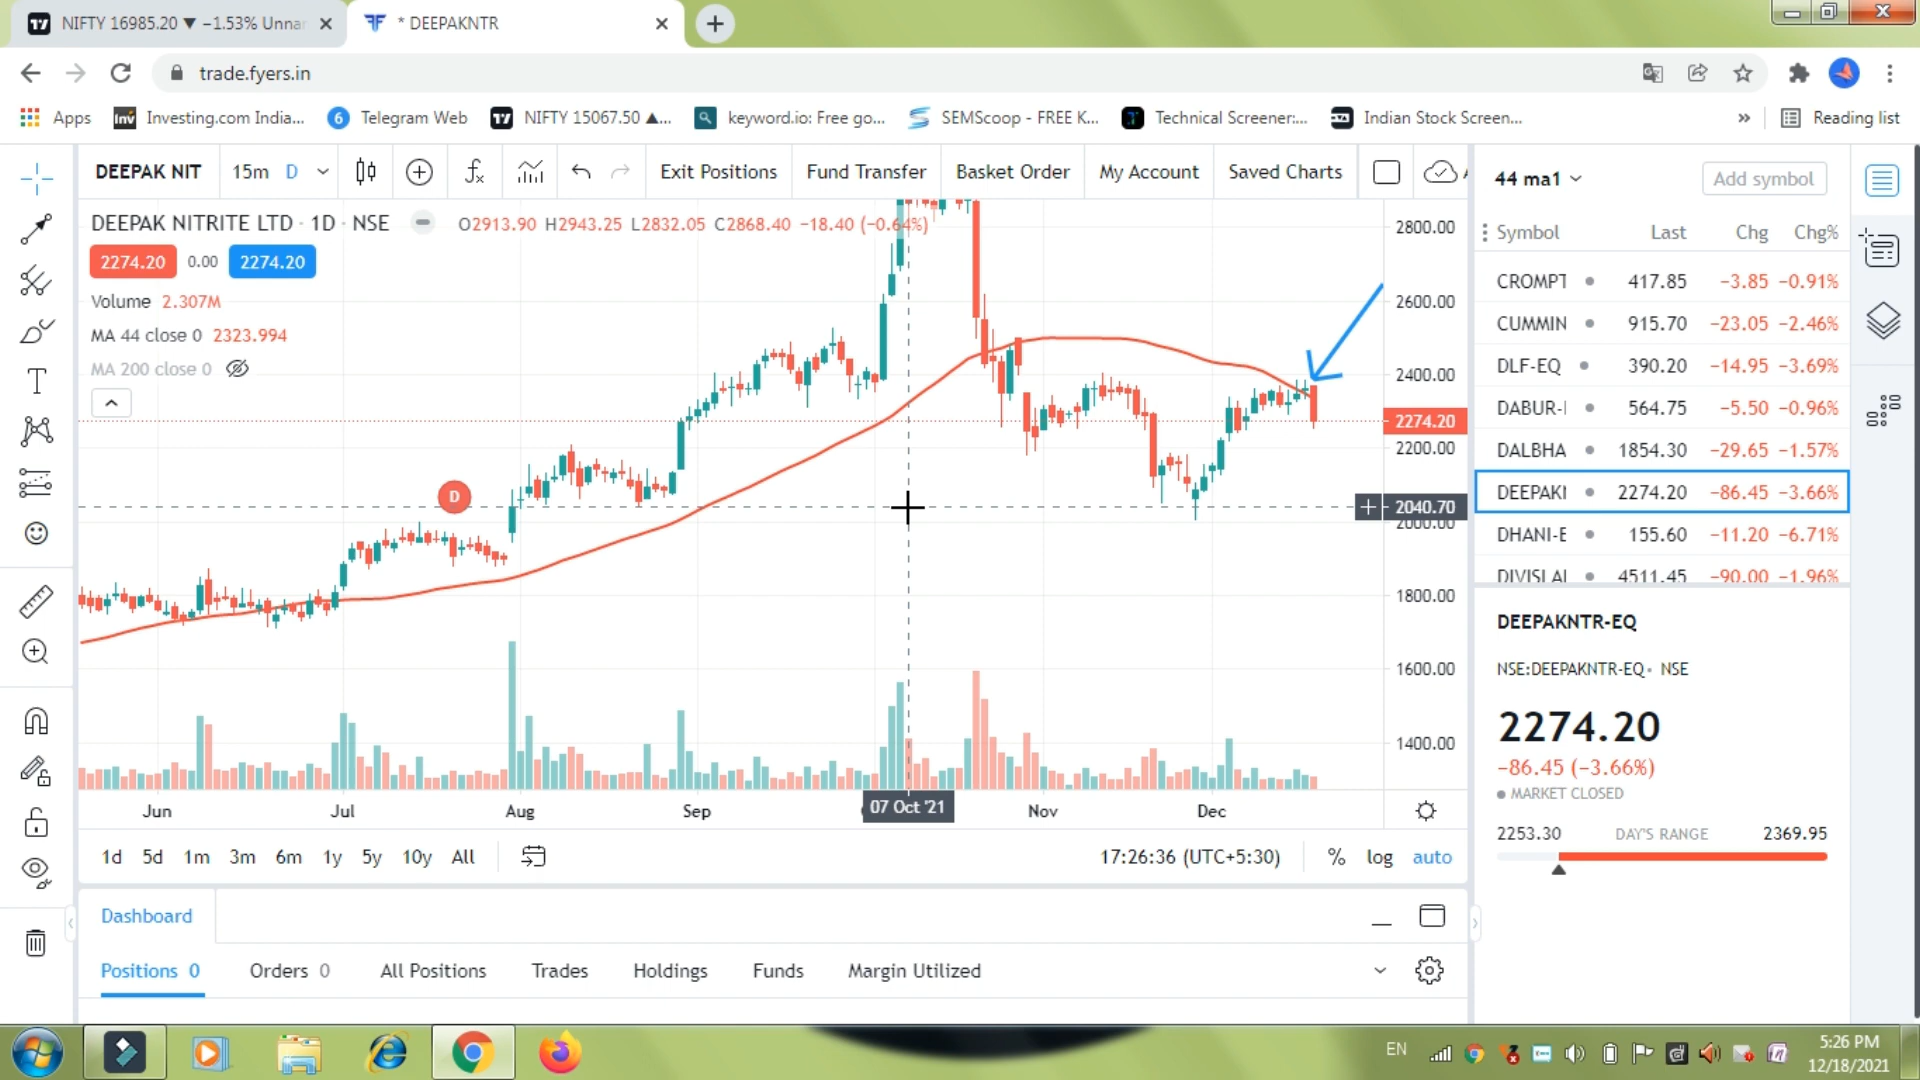 NIFTY 16985.20 ▼ −1.53% Unnar
* DEEPAKNTR
trade.fyers.in
Apps
Investing.com India...
Telegram Web
NIFTY 15067.50 ▲...
keyword.io: Free go...
SEMScoop - FREE K...
Technical Screener:...
Indian Stock Screen...
»
Reading list
DEEPAK NIT
15m D
Exit Positions
Fund Transfer
Basket Order
My Account
Saved Charts
DEEPAK NITRITE LTD · 1D · NSE
O2913.90 H2943.25 L2832.05 C2868.40 −18.40 (−0.64%)
2274.20 0.00 2274.20
Volume 2.307M
MA 44 close 0 2323.994
MA 200 close 0
D
2800.00
2600.00
2400.00
2274.20
2200.00
2040.70
2000.00
1800.00
1600.00
1400.00
Jun Jul Aug Sep 07 Oct '21 Nov Dec
1d 5d 1m 3m 6m 1y 5y 10y All
17:26:36 (UTC+5:30) % log auto
Dashboard
Positions 0 Orders 0 All Positions Trades Holdings Funds Margin Utilized
44 ma1
Add symbol
Symbol Last Chg Chg%
CROMPT 417.85 −3.85 −0.91%
CUMMIN 915.70 −23.05 −2.46%
DLF-EQ 390.20 −14.95 −3.69%
DABUR-I 564.75 −5.50 −0.96%
DALBHA 1854.30 −29.65 −1.57%
DEEPAKI 2274.20 −86.45 −3.66%
DHANI-E 155.60 −11.20 −6.71%
DIVISLAI 4511.45 −90.00 −1.96%
DEEPAKNTR-EQ
NSE:DEEPAKNTR-EQ• NSE
2274.20
−86.45 (−3.66%)
MARKET CLOSED
2253.30 DAY'S RANGE 2369.95
EN
5:26 PM
12/18/2021